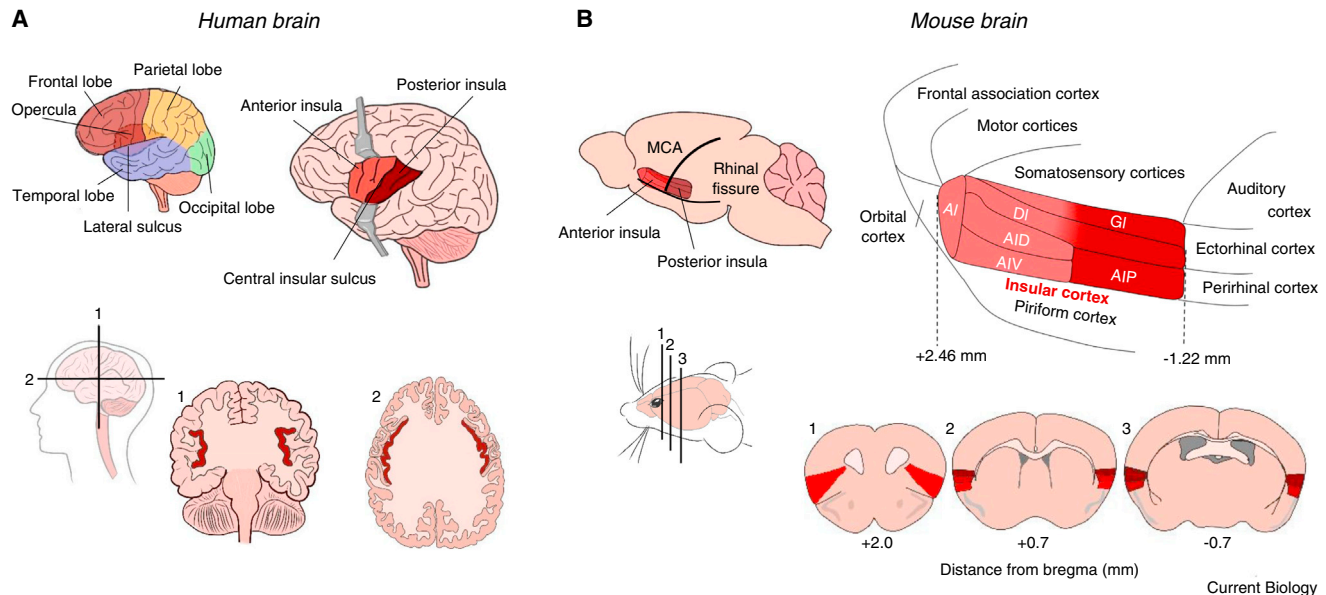 A
Human brain
Parietal lobe
Frontal lobe
Opercula
Temporal lobe
Lateral sulcus
Occipital lobe
Posterior insula
Anterior insula
Central insular sulcus
1
2
1
2
B
Mouse brain
MCA
Rhinal
fissure
Anterior insula
Posterior insula
Frontal association cortex
Motor cortices
Somatosensory cortices
Auditory
cortex
Orbital
cortex
AI
DI
GI
AID
AIV
AIP
Ectorhinal cortex
Perirhinal cortex
Insular cortex
Piriform cortex
+2.46 mm
-1.22 mm
1
2
3
1
2
3
+2.0
+0.7
-0.7
Distance from bregma (mm)
Current Biology